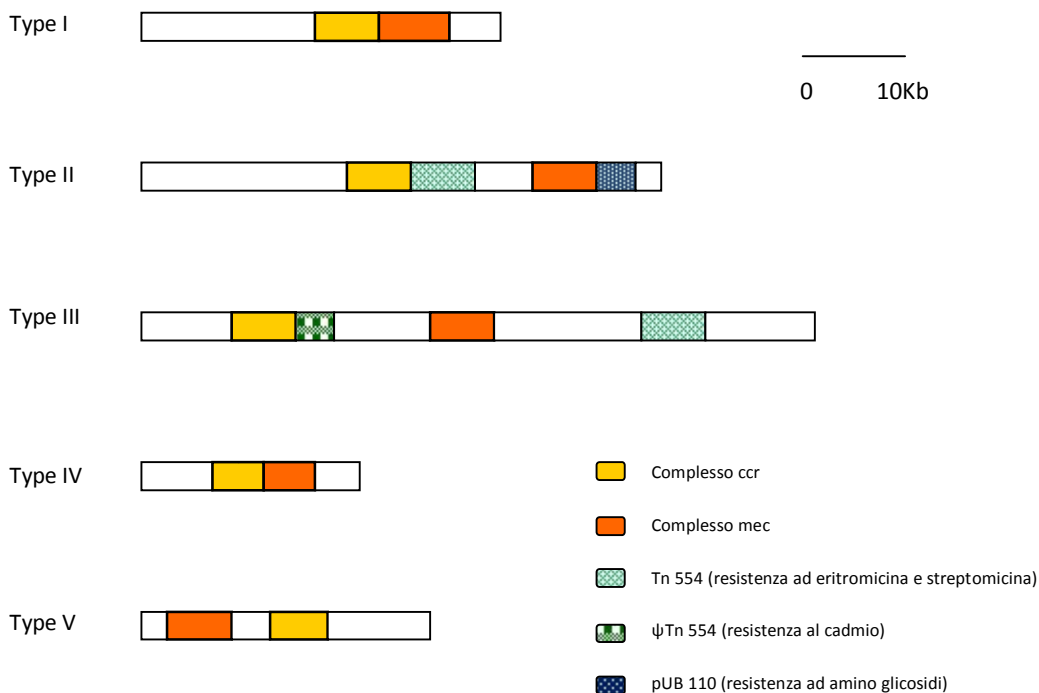 Type I
0 10Kb
Type II
Type III
Type IV
Complesso ccr
Complesso mec
Tn 554 (resistenza ad eritromicina e streptomicina)
Type V
ψTn 554 (resistenza al cadmio)
pUB 110 (resistenza ad amino glicosidi)